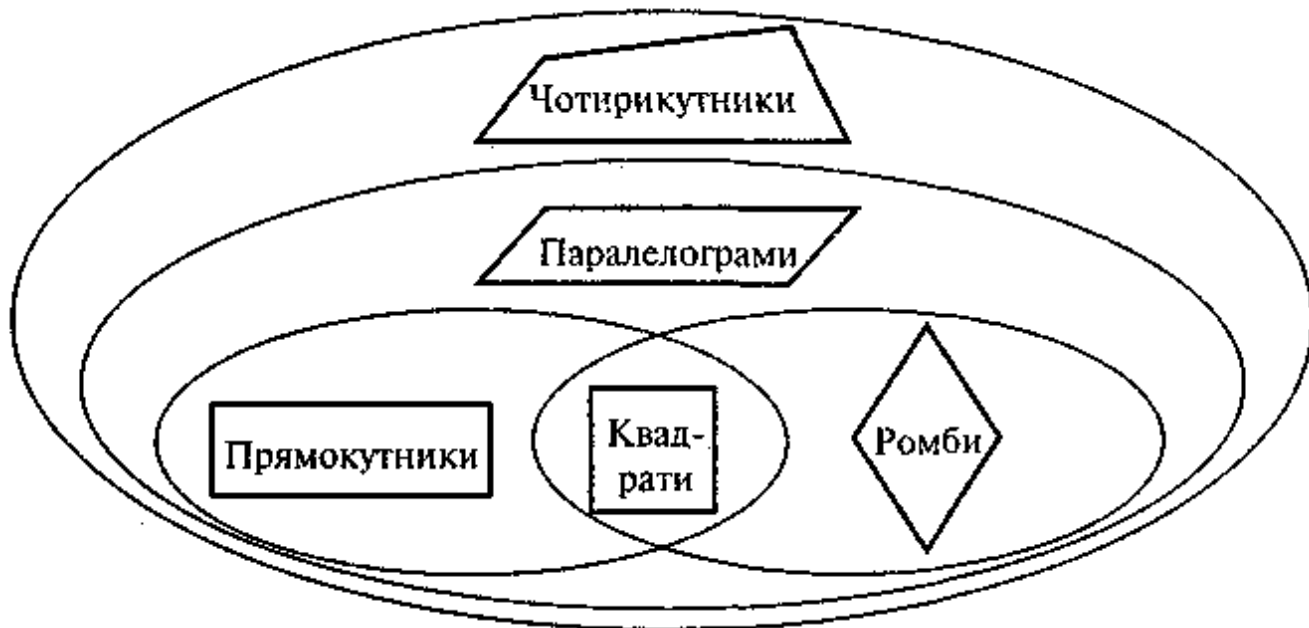 Чотирикутники
Паралелограми
Прямокутники
Квад-
рати
Ромби